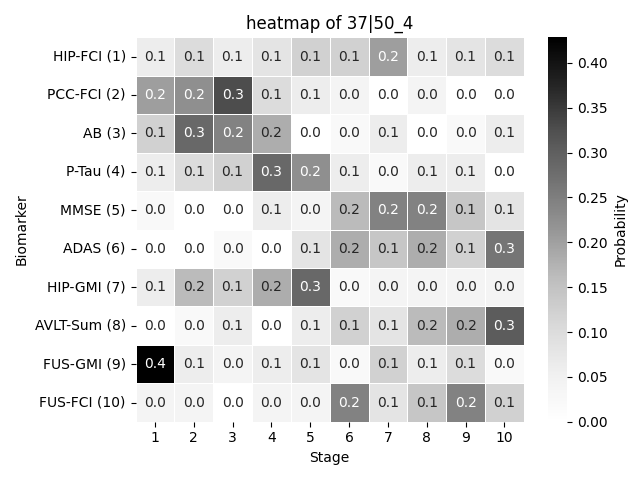 heatmap of 37|50_4
HIP-FCI (1) 0.1 0.1 0.1 0.1 0.1 0.1 0.2 0.1 0.1 0.1
PCC-FCI (2) 0.2 0.2 0.3 0.1 0.1 0.0 0.0 0.0 0.0 0.0
AB (3) 0.1 0.3 0.2 0.2 0.0 0.0 0.1 0.0 0.0 0.1
P-Tau (4) 0.1 0.1 0.1 0.3 0.2 0.1 0.0 0.1 0.1 0.0
MMSE (5) 0.0 0.0 0.0 0.1 0.0 0.2 0.2 0.2 0.1 0.1
ADAS (6) 0.0 0.0 0.0 0.0 0.1 0.2 0.1 0.2 0.1 0.3
HIP-GMI (7) 0.1 0.2 0.1 0.2 0.3 0.0 0.0 0.0 0.0 0.0
AVLT-Sum (8) 0.0 0.0 0.1 0.0 0.1 0.1 0.1 0.2 0.2 0.3
FUS-GMI (9) 0.4 0.1 0.0 0.1 0.1 0.0 0.1 0.1 0.1 0.0
FUS-FCI (10) 0.0 0.0 0.0 0.0 0.0 0.2 0.1 0.1 0.2 0.1
1 2 3 4 5 6 7 8 9 10
Stage
Biomarker
0.40
0.35
0.30
0.25
0.20
0.15
0.10
0.05
0.00
Probability